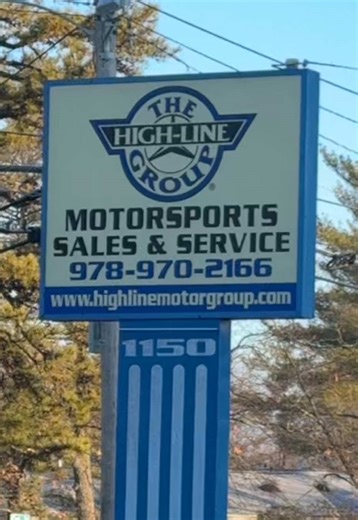 THE
HIGH-LINE
GROUP®
MOTORSPORTS
SALES & SERVICE
978-970-2166
www.highlinemotorgroup.com
1150